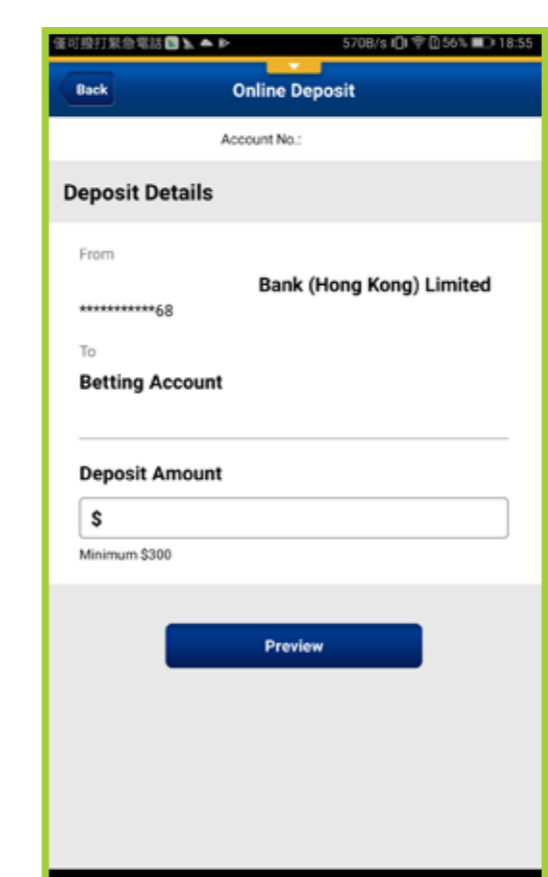 僅可撥打緊急電話 570B/s 56% 18:55
Back Online Deposit
Account No.:
Deposit Details
From
Bank (Hong Kong) Limited
***********68
To
Betting Account
Deposit Amount
$
Minimum $300
Preview